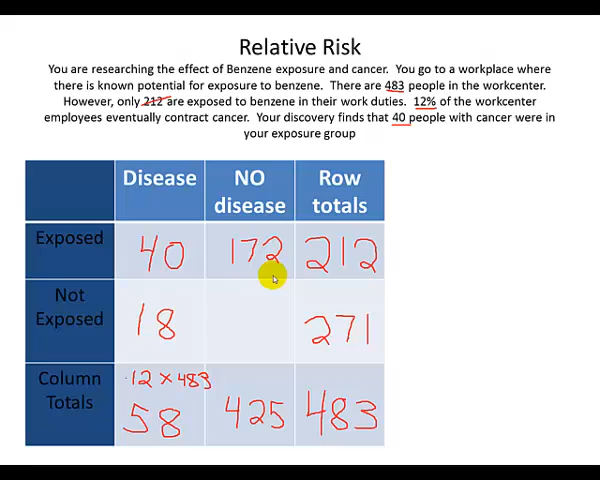 Relative Risk
You are researching the effect of Benzene exposure and cancer. You go to a workplace where
there is known potential for exposure to benzene. There are 483 people in the workcenter.
However, only 212 are exposed to benzene in their work duties. 12% of the workcenter
employees eventually contract cancer. Your discovery finds that 40 people with cancer were in
your exposure group
Disease NO disease Row totals
Exposed 40 172 212
Not Exposed 18 271
Column Totals .12 x 483 58 425 483